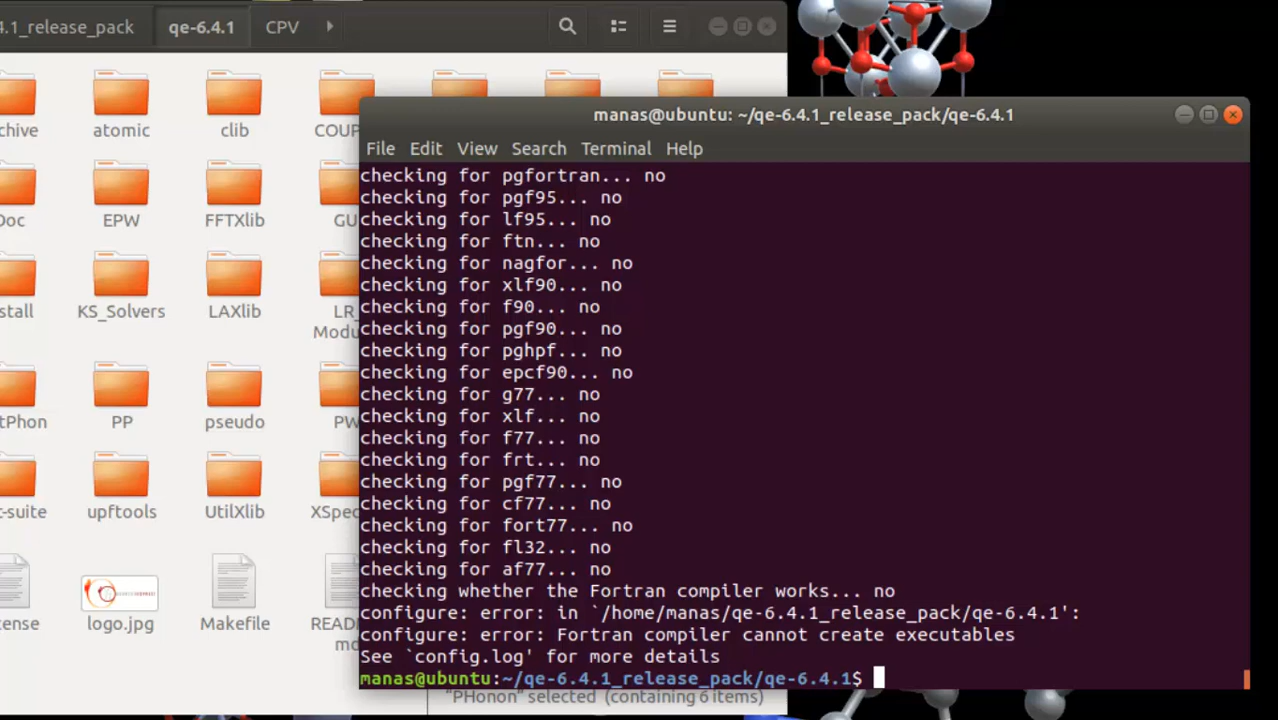 4.1_release_pack
qe-6.4.1
CPV
chive
atomic
clib
COUP
manas@ubuntu: ~/qe-6.4.1_release_pack/qe-6.4.1
File Edit View Search Terminal Help
Doc
EPW
FFTXlib
GU
stall
KS_Solvers
LAXlib
LR_
Modu
tPhon
PP
pseudo
PW
t-suite
upftools
UtilXlib
XSpec
cense
logo.jpg
Makefile
READ
md
checking for pgfortran... no
checking for pgf95... no
checking for lf95... no
checking for ftn... no
checking for nagfor... no
checking for xlf90... no
checking for f90... no
checking for pgf90... no
checking for pghpf... no
checking for epcf90... no
checking for g77... no
checking for xlf... no
checking for f77... no
checking for frt... no
checking for pgf77... no
checking for cf77... no
checking for fort77... no
checking for fl32... no
checking for af77... no
checking whether the Fortran compiler works... no
configure: error: in `/home/manas/qe-6.4.1_release_pack/qe-6.4.1':
configure: error: Fortran compiler cannot create executables
See `config.log' for more details
manas@ubuntu:~/qe-6.4.1_release_pack/qe-6.4.1$
"PHonon" selected (containing 6 items)